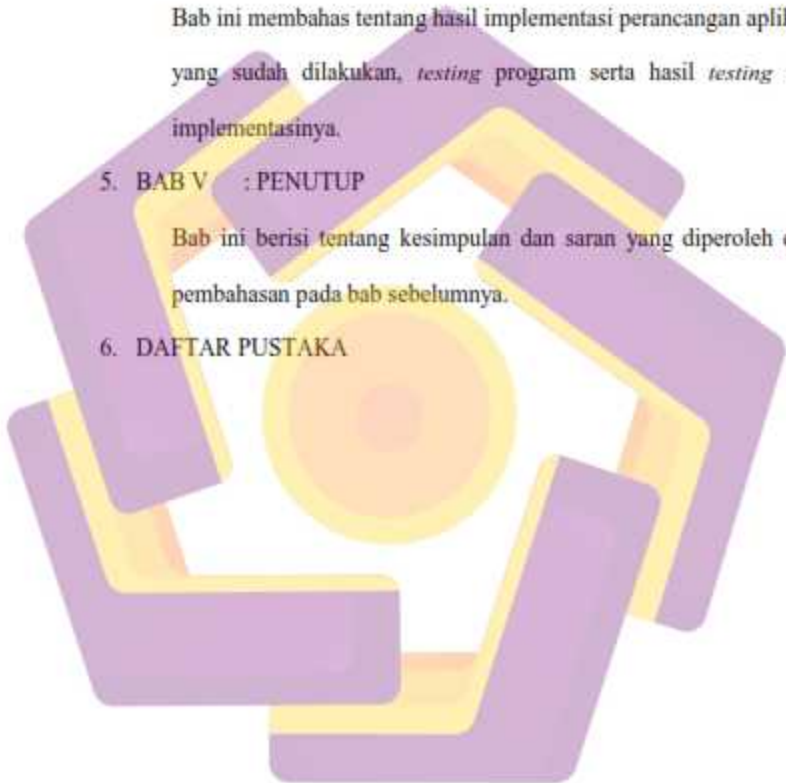 Bab ini membahas tentang hasil implementasi perancangan
yang sudah dilakukan, testing program serta hasil testing
implementasinya.
5. BAB V : PENUTUP
Bab ini berisi tentang kesimpulan dan saran yang diperoleh
pembahasan pada bab sebelumnya.
6. DAFTAR PUSTAKA